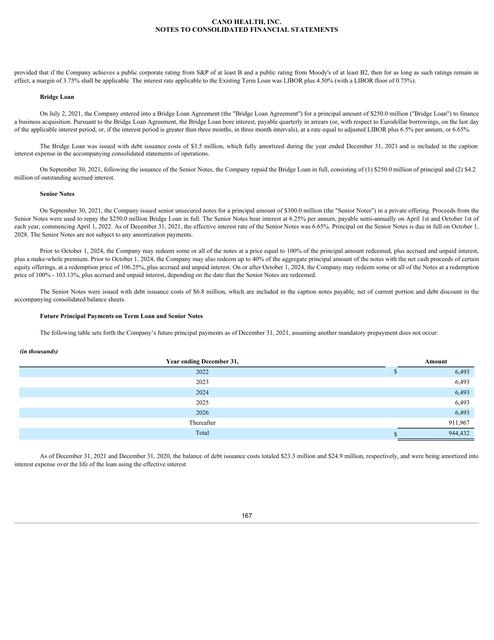 CANO HEALTH, INC.
NOTES TO CONSOLIDATED FINANCIAL STATEMENTS
provided that if the Company achieves a public corporate rating from S&P of at least B and a public rating from Moody's of at least B2, then for as long as such ratings remain in
effect, a margin of 3.75% shall be applicable. The interest rate applicable to the Existing Term Loan was LIBOR plus 4.50% (with a LIBOR floor of 0.75%).
Bridge Loan
On July 2, 2021, the Company entered into a Bridge Loan Agreement (the "Bridge Loan Agreement") for a principal amount of $250.0 million ("Bridge Loan") to finance
a business acquisition. Pursuant to the Bridge Loan Agreement, the Bridge Loan bore interest, payable quarterly in arrears (or, with respect to Eurodollar borrowings, on the last day
of the applicable interest period, or, if the interest period is greater than three months, in three month intervals), at a rate equal to adjusted LIBOR plus 6.5% per annum, or 6.65%.
The Bridge Loan was issued with debt issuance costs of $3.5 million, which fully amortized during the year ended December 31, 2021 and is included in the caption
interest expense in the accompanying consolidated statements of operations.
On September 30, 2021, following the issuance of the Senior Notes, the Company repaid the Bridge Loan in full, consisting of (1) $250.0 million of principal and (2) $4.2
million of outstanding accrued interest.
Senior Notes
On September 30, 2021, the Company issued senior unsecured notes for a principal amount of $300.0 million (the "Senior Notes") in a private offering. Proceeds from the
Senior Notes were used to repay the $250.0 million Bridge Loan in full. The Senior Notes bear interest at 6.25% per annum, payable semi-annually on April 1st and October 1st of
each year, commencing April 1, 2022. As of December 31, 2021, the effective interest rate of the Senior Notes was 6.65%. Principal on the Senior Notes is due in full on October 1,
2028. The Senior Notes are not subject to any amortization payments.
Prior to October 1, 2024, the Company may redeem some or all of the notes at a price equal to 100% of the principal amount redeemed, plus accrued and unpaid interest,
plus a make-whole premium. Prior to October 1, 2024, the Company may also redeem up to 40% of the aggregate principal amount of the notes with the net cash proceeds of certain
equity offerings, at a redemption price of 106.25%, plus accrued and unpaid interest. On or after October 1, 2024, the Company may redeem some or all of the Notes at a redemption
price of 100% - 103.13%, plus accrued and unpaid interest, depending on the date that the Senior Notes are redeemed.
The Senior Notes were issued with debt issuance costs of $6.8 million, which are included in the caption notes payable, net of current portion and debt discount in the
accompanying consolidated balance sheets.
Future Principal Payments on Term Loan and Senior Notes
The following table sets forth the Company's future principal payments as of December 31, 2021, assuming another mandatory prepayment does not occur:
(in thousands)
Year ending December 31, Amount
2022 $ 6,493
2023 6,493
2024 6,493
2025 6,493
2026 6,493
Thereafter 911,967
Total $ 944,432
As of December 31, 2021 and December 31, 2020, the balance of debt issuance costs totaled $23.3 million and $24.9 million, respectively, and were being amortized into
interest expense over the life of the loan using the effective interest
167